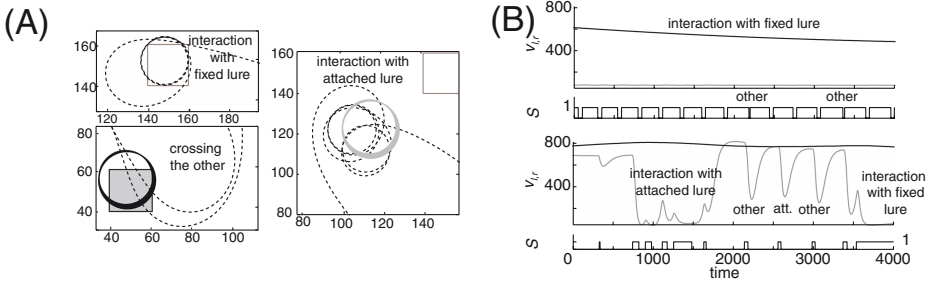 (A)
160
140
120
140
160
180
interaction
with
fixed lure
80
60
40
40
60
80
100
crossing
the other
160
140
120
100
80
80
100
120
140
interaction with
attached lure
(B)
800
400
v_{l,r}
interaction with fixed lure
S
1
other
other
800
400
v_{l,r}
interaction with
attached lure
other
att.
other
interaction
with fixed
lure
S
1
0
1000
2000
3000
4000
time